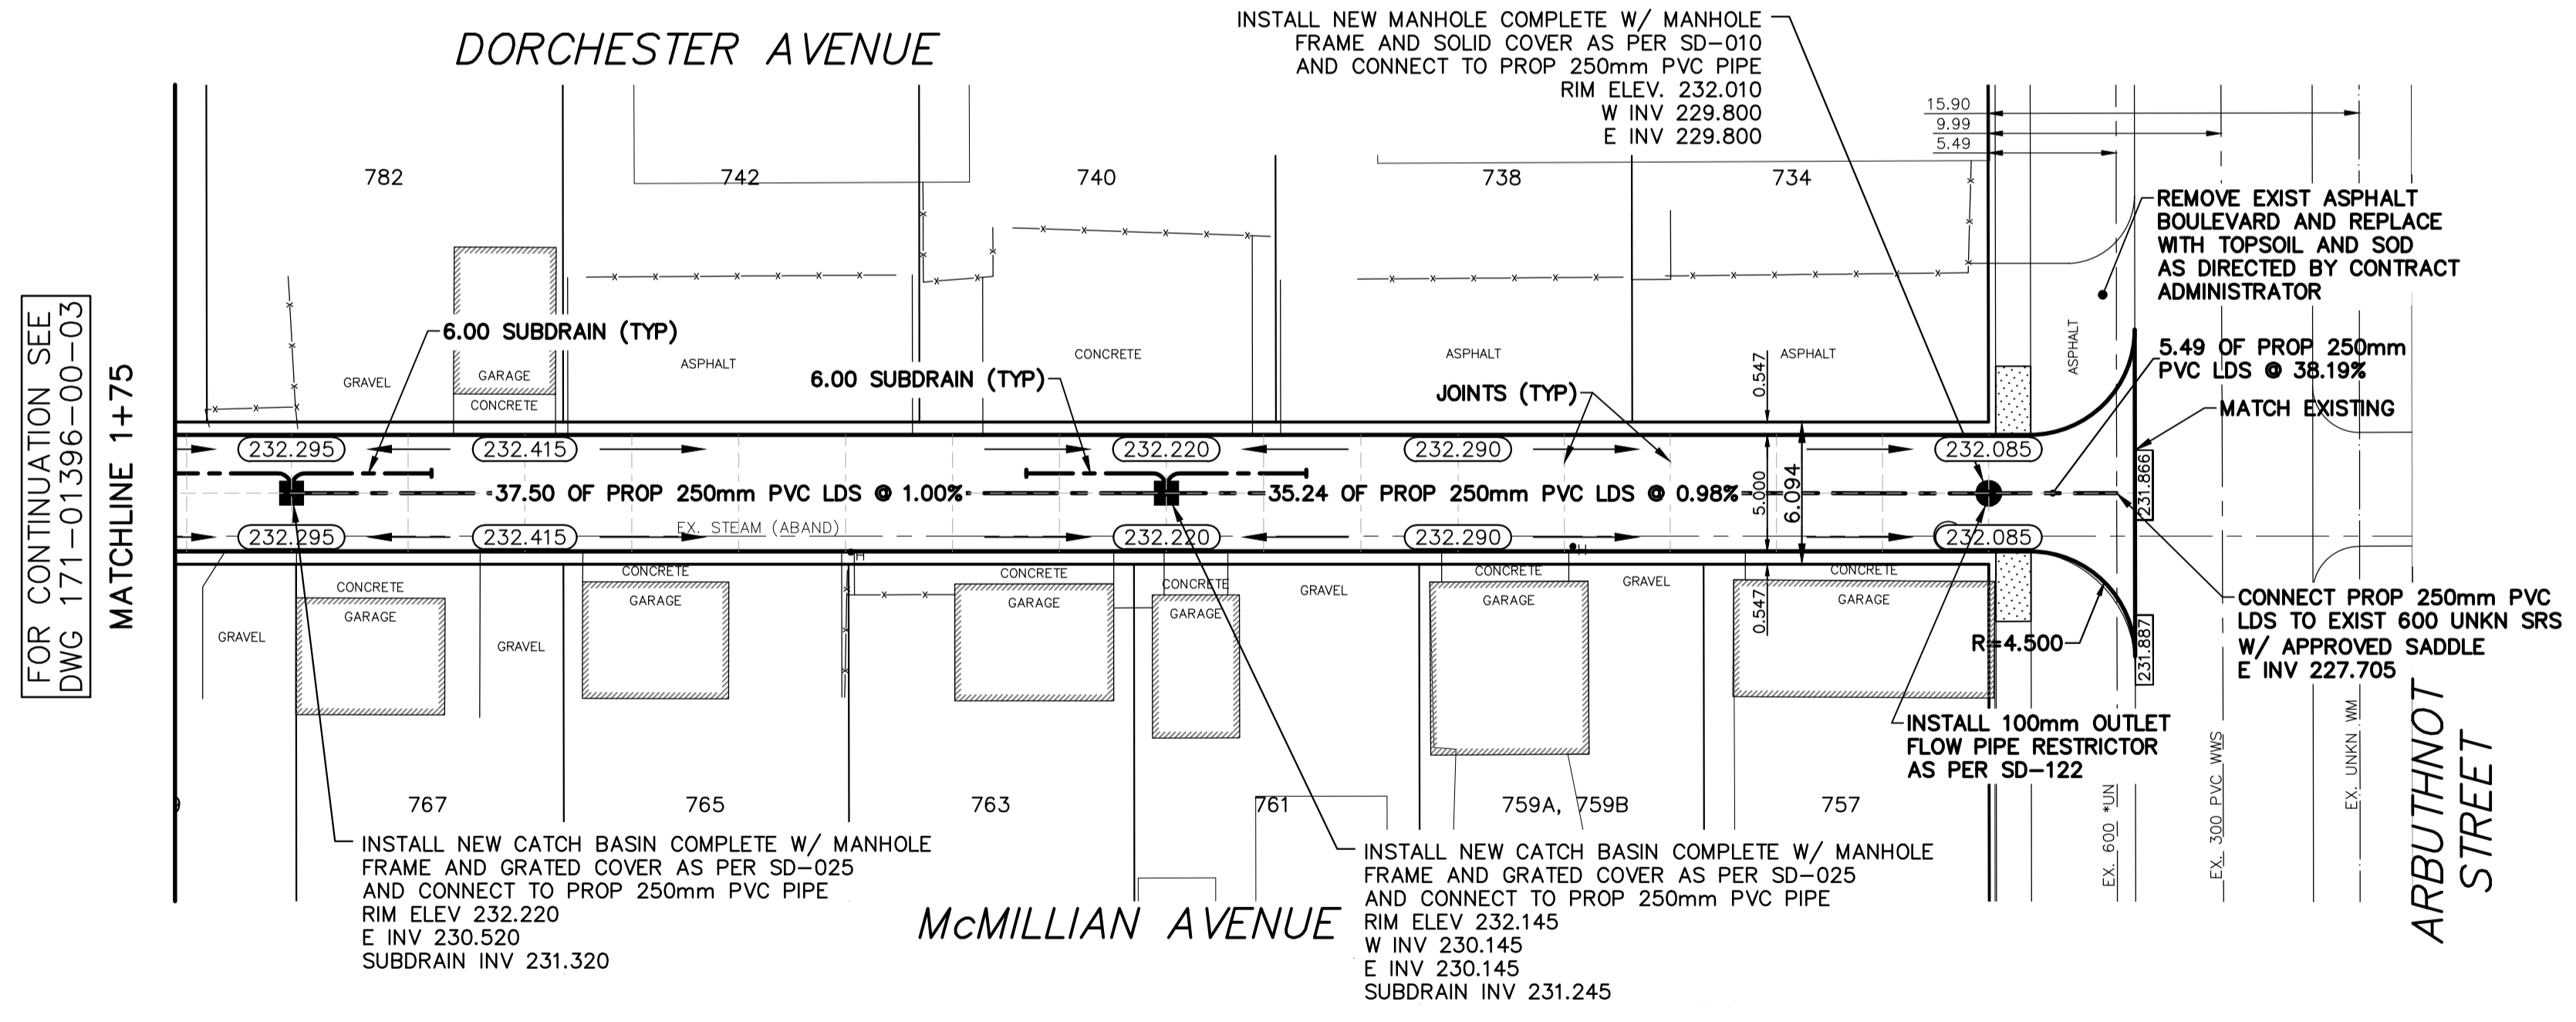 DORCHESTER AVENUE
INSTALL NEW MANHOLE COMPLETE W/ MANHOLE
FRAME AND SOLID COVER AS PER SD-010
AND CONNECT TO PROP 250mm PVC PIPE
RIM ELEV. 232.010
W INV 229.800
E INV 229.800
15.90
9.99
5.49
782
742
740
738
734
REMOVE EXIST ASPHALT
BOULEVARD AND REPLACE
WITH TOPSOIL AND SOD
AS DIRECTED BY CONTRACT
ADMINISTRATOR
FOR CONTINUATION SEE
DWG 171-01396-00-03
MATCHLINE 1+75
6.00 SUBDRAIN (TYP)
GRAVEL
GARAGE
CONCRETE
ASPHALT
6.00 SUBDRAIN (TYP)
CONCRETE
ASPHALT
JOINTS (TYP)
0.547
ASPHALT
ASPHALT
5.49 OF PROP 250mm
PVC LDS @ 38.19%
MATCH EXISTING
232.295
232.415
232.220
232.290
232.085
37.50 OF PROP 250mm PVC LDS @ 1.00%
35.24 OF PROP 250mm PVC LDS @ 0.98%
5.000
6.094
231.866
EX. STEAM (ABAND)
232.295
232.415
232.220
232.290
232.085
H
H
CONCRETE
GARAGE
GRAVEL
GRAVEL
CONCRETE
GARAGE
CONCRETE
GARAGE
CONCRETE
GARAGE
GRAVEL
CONCRETE
GARAGE
GRAVEL
0.547
CONCRETE
GARAGE
R=4.500
231.887
CONNECT PROP 250mm PVC
LDS TO EXIST 600 UNKN SRS
W/ APPROVED SADDLE
E INV 227.705
INSTALL 100mm OUTLET
FLOW PIPE RESTRICTOR
AS PER SD-122
EX. 600 *UN
EX. 300 PVC WWS
EX. UNKN WM
ARBUTHNOT
STREET
9
767
765
763
761
759A, 759B
757
INSTALL NEW CATCH BASIN COMPLETE W/ MANHOLE
FRAME AND GRATED COVER AS PER SD-025
AND CONNECT TO PROP 250mm PVC PIPE
RIM ELEV 232.220
E INV 230.520
SUBDRAIN INV 231.320
McMILLIAN AVENUE
INSTALL NEW CATCH BASIN COMPLETE W/ MANHOLE
FRAME AND GRATED COVER AS PER SD-025
AND CONNECT TO PROP 250mm PVC PIPE
RIM ELEV 232.145
W INV 230.145
E INV 230.145
SUBDRAIN INV 231.245